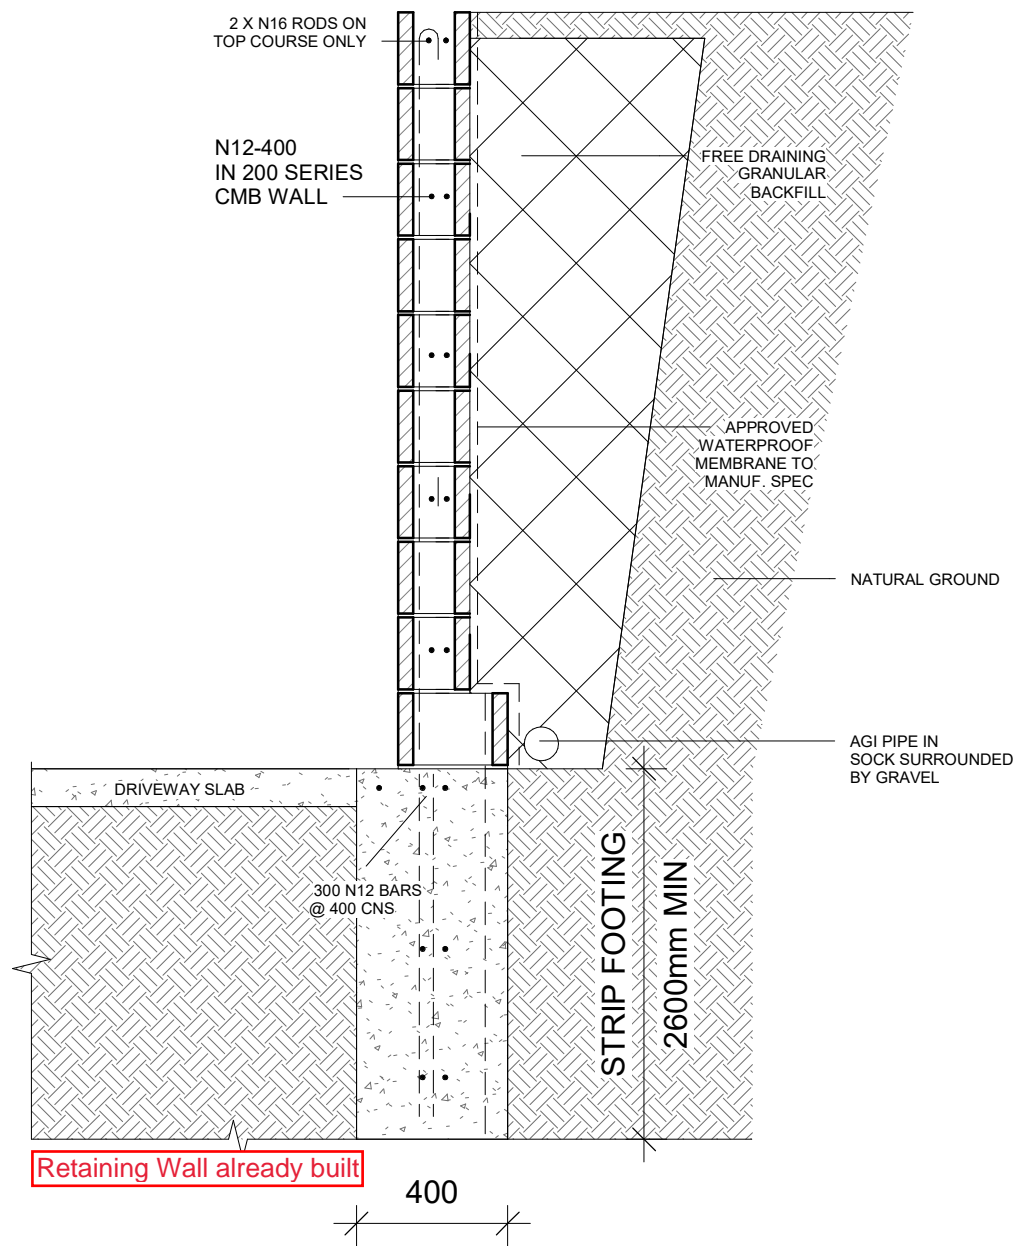 2 X N16 RODS ON
TOP COURSE ONLY
N12-400
IN 200 SERIES
CMB WALL
FREE DRAINING
GRANULAR
BACKFILL
APPROVED
WATERPROOF
MEMBRANE TO
MANUF. SPEC
NATURAL GROUND
AGI PIPE IN
SOCK SURROUNDED
BY GRAVEL
DRIVEWAY SLAB
300 N12 BARS
@ 400 CNS
STRIP FOOTING
2600mm MIN
Retaining Wall already built
400